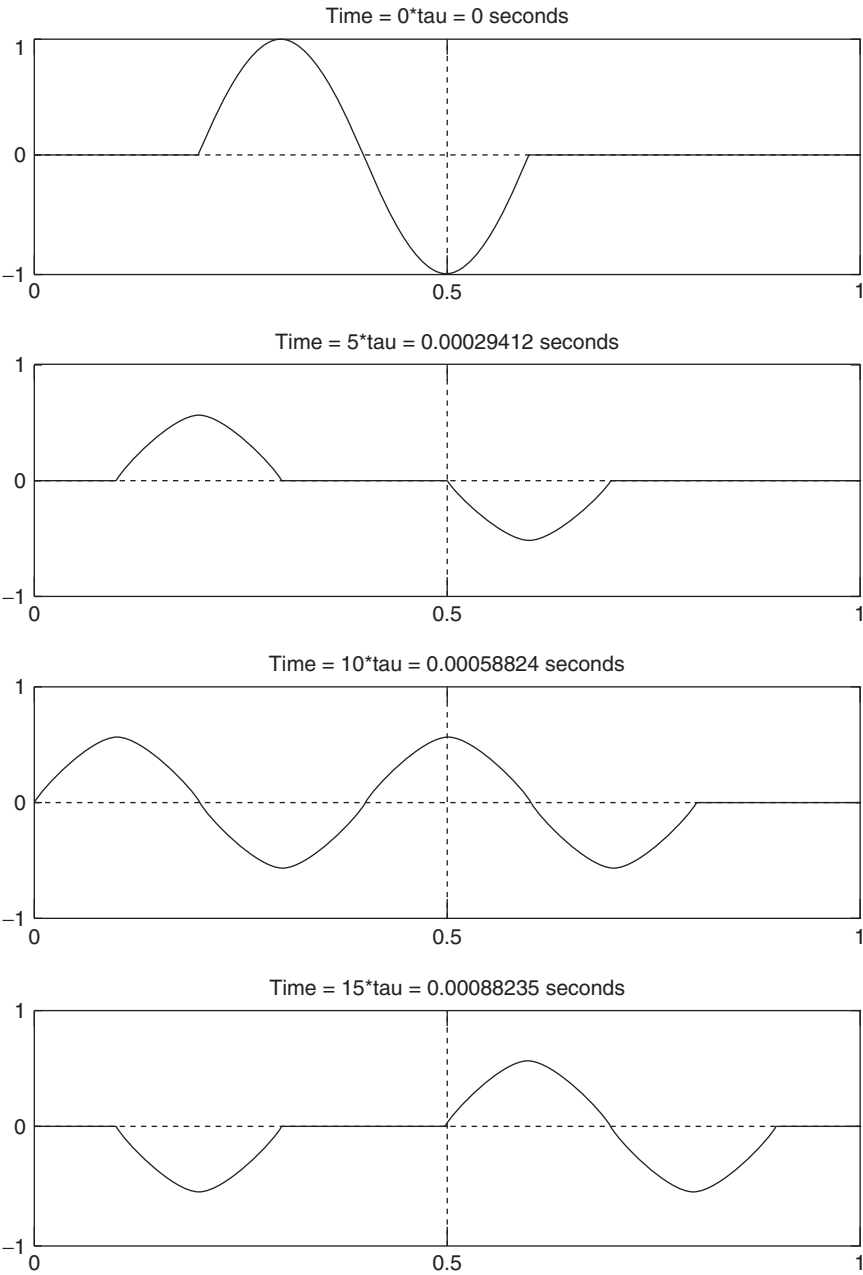 Time = 0*tau = 0 seconds
1
0
−1
0 0.5 1
Time = 5*tau = 0.00029412 seconds
1
0
−1
0 0.5 1
Time = 10*tau = 0.00058824 seconds
1
0
−1
0 0.5 1
Time = 15*tau = 0.00088235 seconds
1
0
−1
0 0.5 1